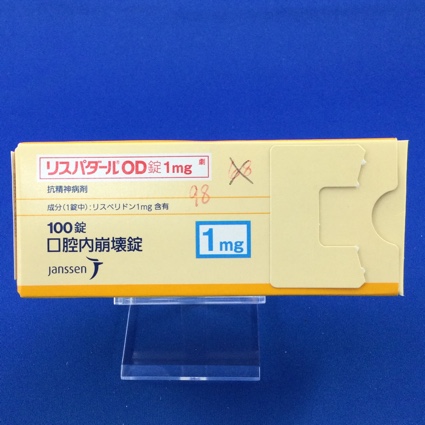 リスパダール OD錠1mg 劇
抗精神病剤
98
成分(1錠中):リスペリドン1mg含有
100錠
口腔内崩壊錠
1mg
janssen